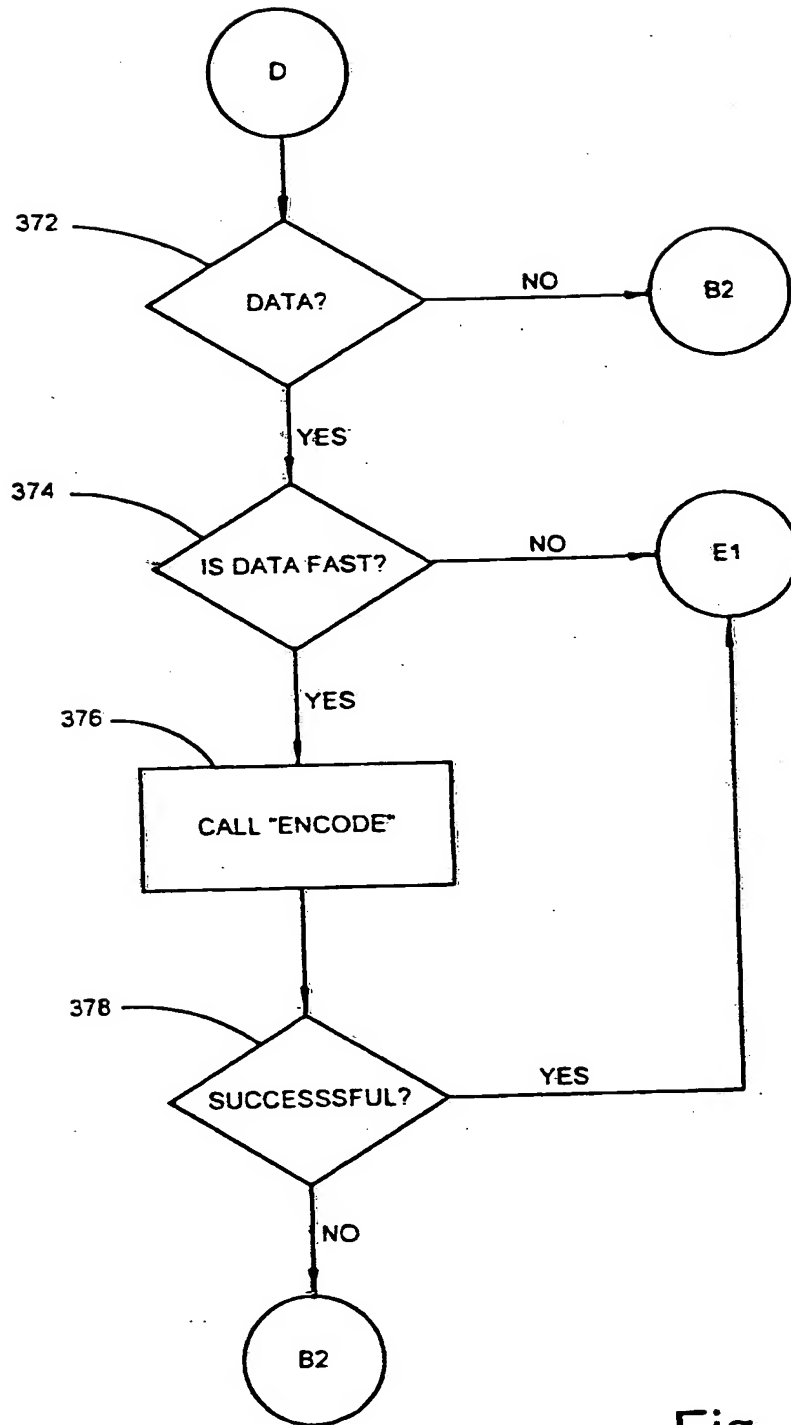 D
372
DATA?
NO
B2
YES
374
IS DATA FAST?
NO
E1
YES
376
CALL "ENCODE"
378
SUCCESSSFUL?
YES
NO
B2
Fig